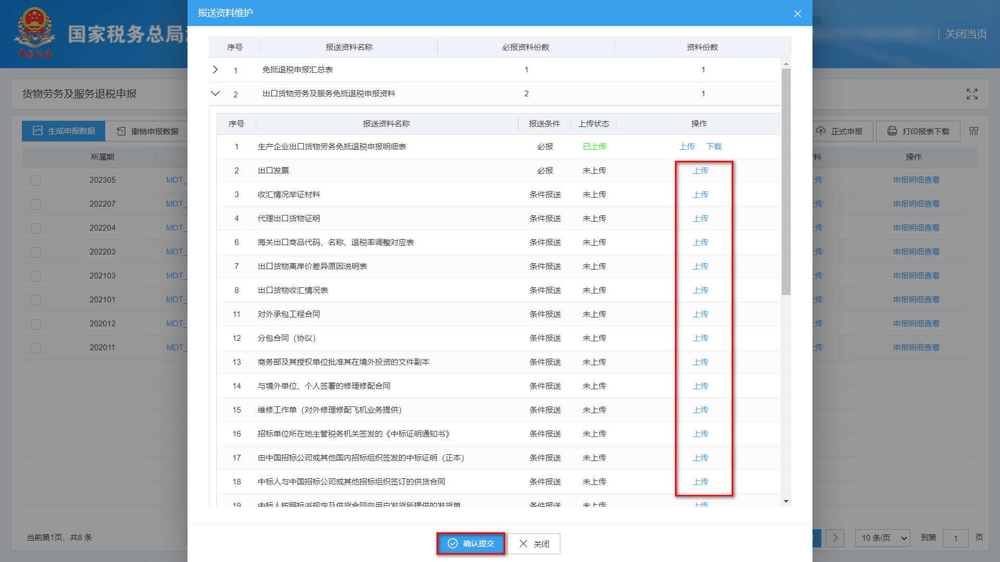 报送资料维护
国家税务总局
中国税务
关闭当页
货物劳务及服务退税申报
生成申报数据 撤销申报数据 正式申报 打印报表下载
所属期 料 操作
202305 MDT_ 上传 申报明细查看
202207 MDT_ 上传 申报明细查看
202204 MDT_ 上传 申报明细查看
202203 MDT_ 上传 申报明细查看
202103 MDT_ 上传 申报明细查看
202101 MDT_ 上传 申报明细查看
202012 MDT_ 上传 申报明细查看
202011 MDT_ 上传 申报明细查看
当前第1页，共8 条
10 条/页 到第 1 页
序号 报送资料名称 必报资料份数 资料份数
1 免抵退税申报汇总表 1 1
2 出口货物劳务及服务免抵退税申报资料 2 1
序号 报送资料名称 报送条件 上传状态 操作
1 生产企业出口货物劳务免抵退税申报明细表 必报 已上传 上传 下载
2 出口发票 必报 未上传 上传
3 收汇情况举证材料 条件报送 未上传 上传
4 代理出口货物证明 条件报送 未上传 上传
6 海关出口商品代码、名称、退税率调整对应表 条件报送 未上传 上传
7 出口货物离岸价差异原因说明表 条件报送 未上传 上传
8 出口货物收汇情况表 条件报送 未上传 上传
11 对外承包工程合同 条件报送 未上传 上传
12 分包合同（协议） 条件报送 未上传 上传
13 商务部及其授权单位批准其在境外投资的文件副本 条件报送 未上传 上传
14 与境外单位、个人签署的修理修配合同 条件报送 未上传 上传
15 维修工作单（对外修理修配飞机业务提供） 条件报送 未上传 上传
16 招标单位所在地主管税务机关签发的《中标证明通知书》 条件报送 未上传 上传
17 由中国招标公司或其他国内招标组织签发的中标证明（正本） 条件报送 未上传 上传
18 中标人与中国招标公司或其他招标组织签订的供货合同 条件报送 未上传 上传
19 中标人按照标书规定及供货合同向用户发货所提供的发货单 条件报送 未上传 上传
确认提交 关闭